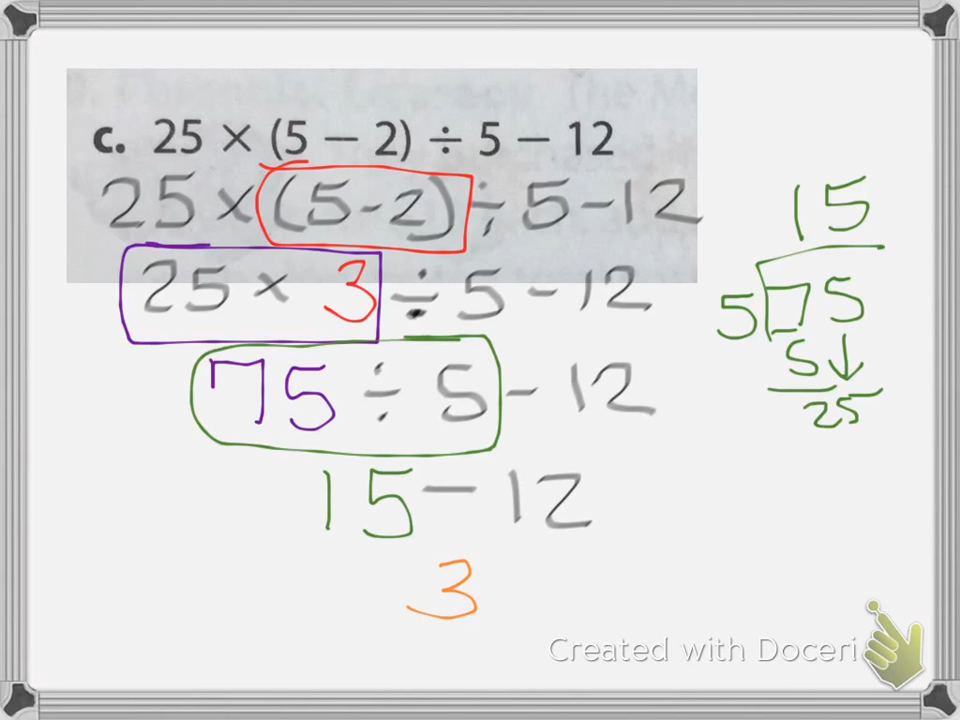 c. 25 × (5 − 2) ÷ 5 − 12
25 × (5 - 2) ÷ 5 - 12
25 × 3 ÷ 5 - 12
75 ÷ 5 - 12
15 - 12
3
15
5 75
5
25
Created with Doceri